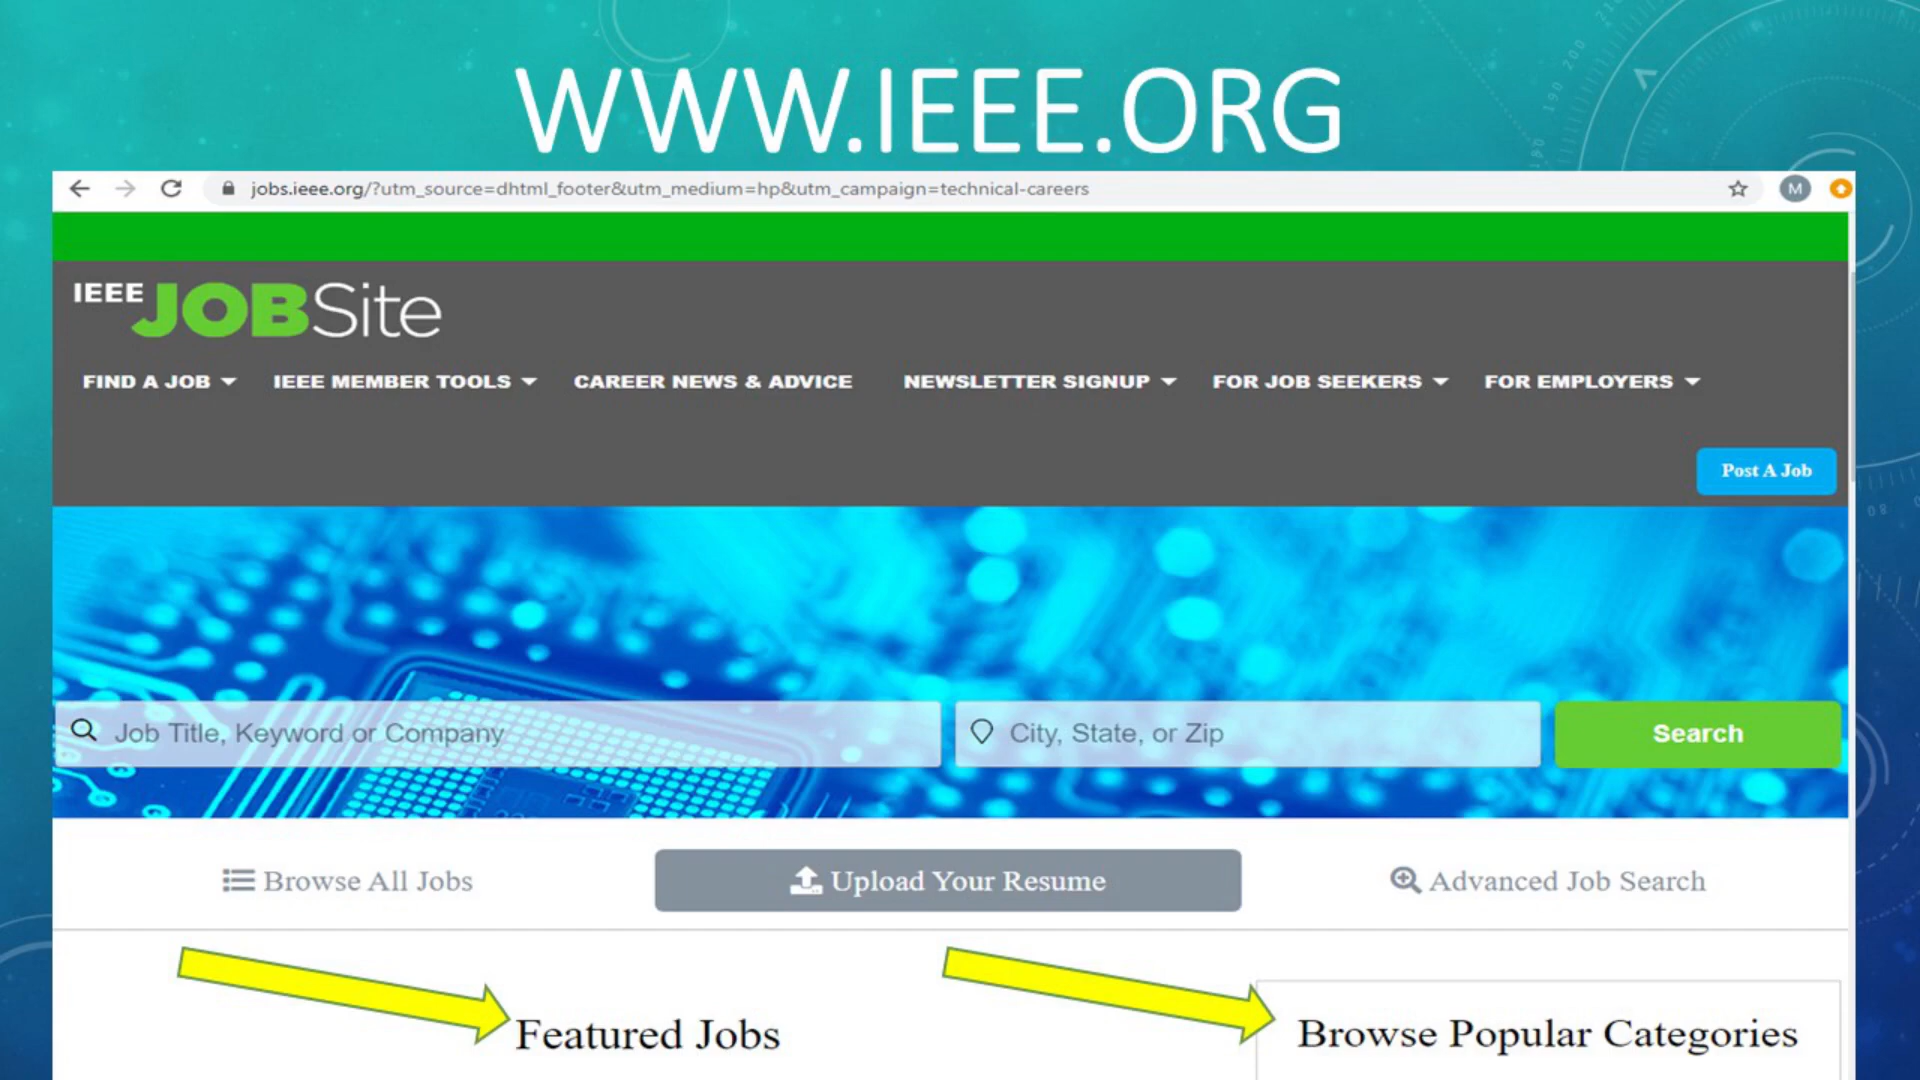 WWW.IEEE.ORG
jobs.ieee.org/?utm_source=dhtml_footer&utm_medium=hp&utm_campaign=technical-careers
M
IEEE JOBSite
FIND A JOB IEEE MEMBER TOOLS CAREER NEWS & ADVICE NEWSLETTER SIGNUP FOR JOB SEEKERS FOR EMPLOYERS
Post A Job
Job Title, Keyword or Company City, State, or Zip Search
Browse All Jobs Upload Your Resume Advanced Job Search
Featured Jobs Browse Popular Categories